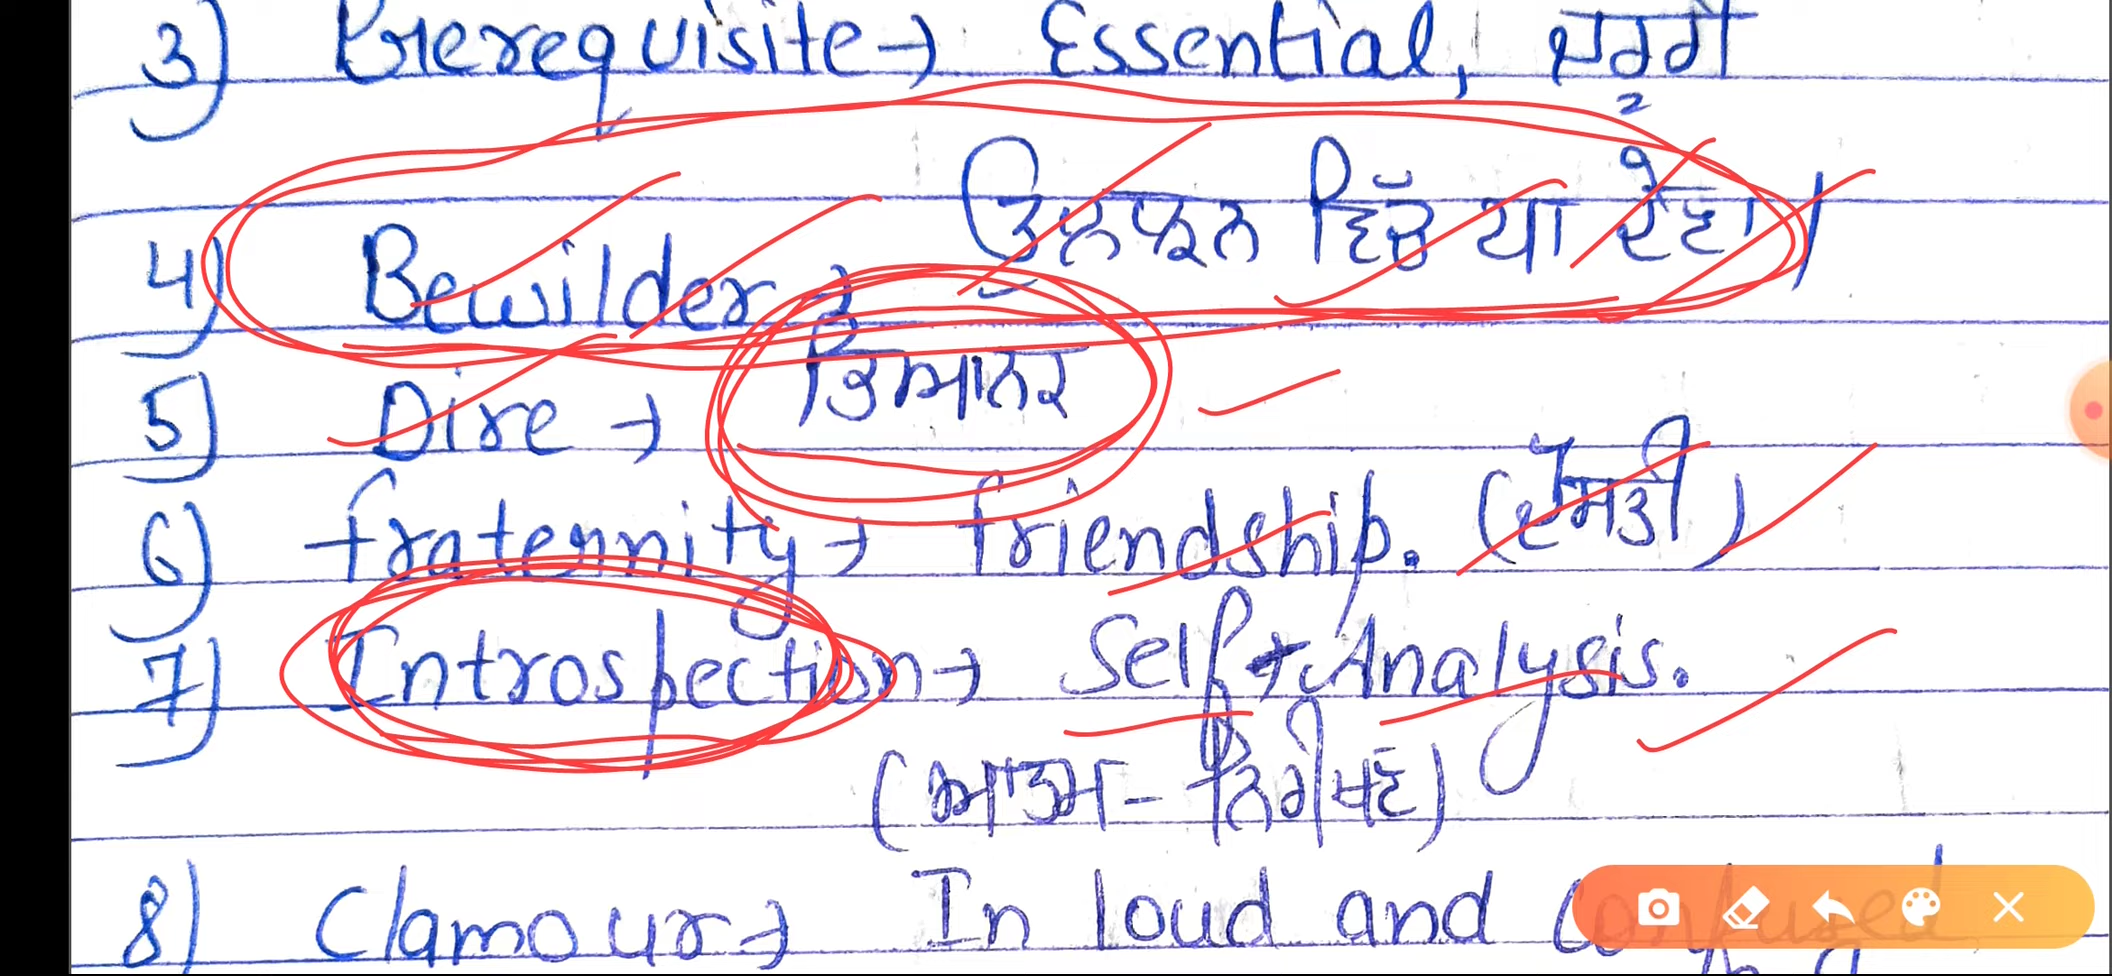 3) Prerequisite → Essential, ਜਰੂਰੀ
4) Bewilder → ਉਲਝਣ ਵਿੱਚ ਪਾ ਦੇਣਾ।
5) Dire → ਭਿਆਨਕ
6) fraternity → friendship. (ਦੋਸਤੀ)
7) Introspection → Self + Analysis.
(ਆਤਮ - ਨਿਰੀਖਣ)
8) Clamour → In loud and confused